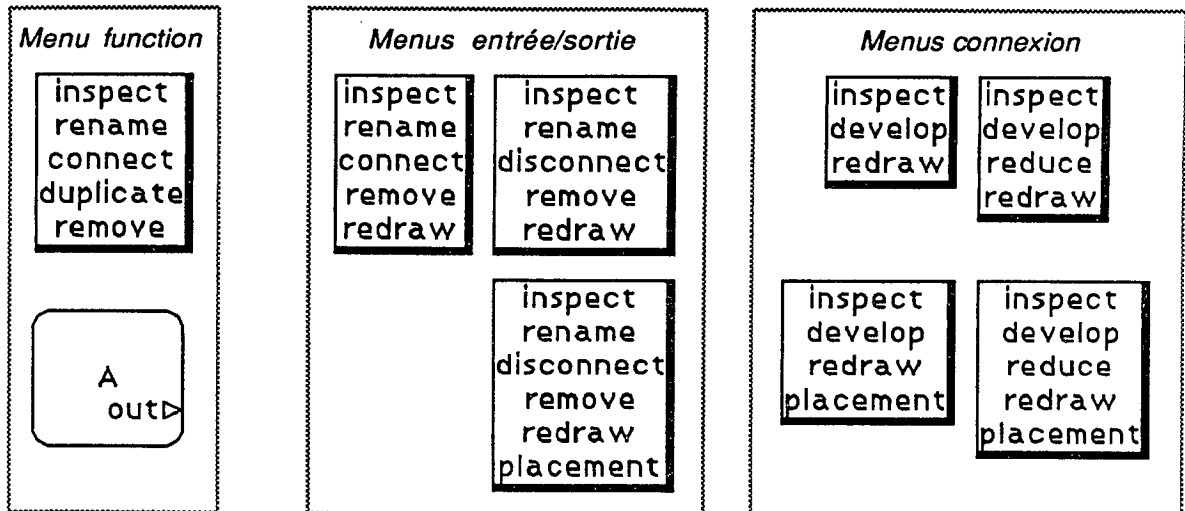 Menu function
inspect
rename
connect
duplicate
remove
A
out
Menus entrée/sortie
inspect
rename
connect
remove
redraw
inspect
rename
disconnect
remove
redraw
inspect
rename
disconnect
remove
redraw
placement
Menus connexion
inspect
develop
redraw
inspect
develop
reduce
redraw
inspect
develop
redraw
placement
inspect
develop
reduce
redraw
placement